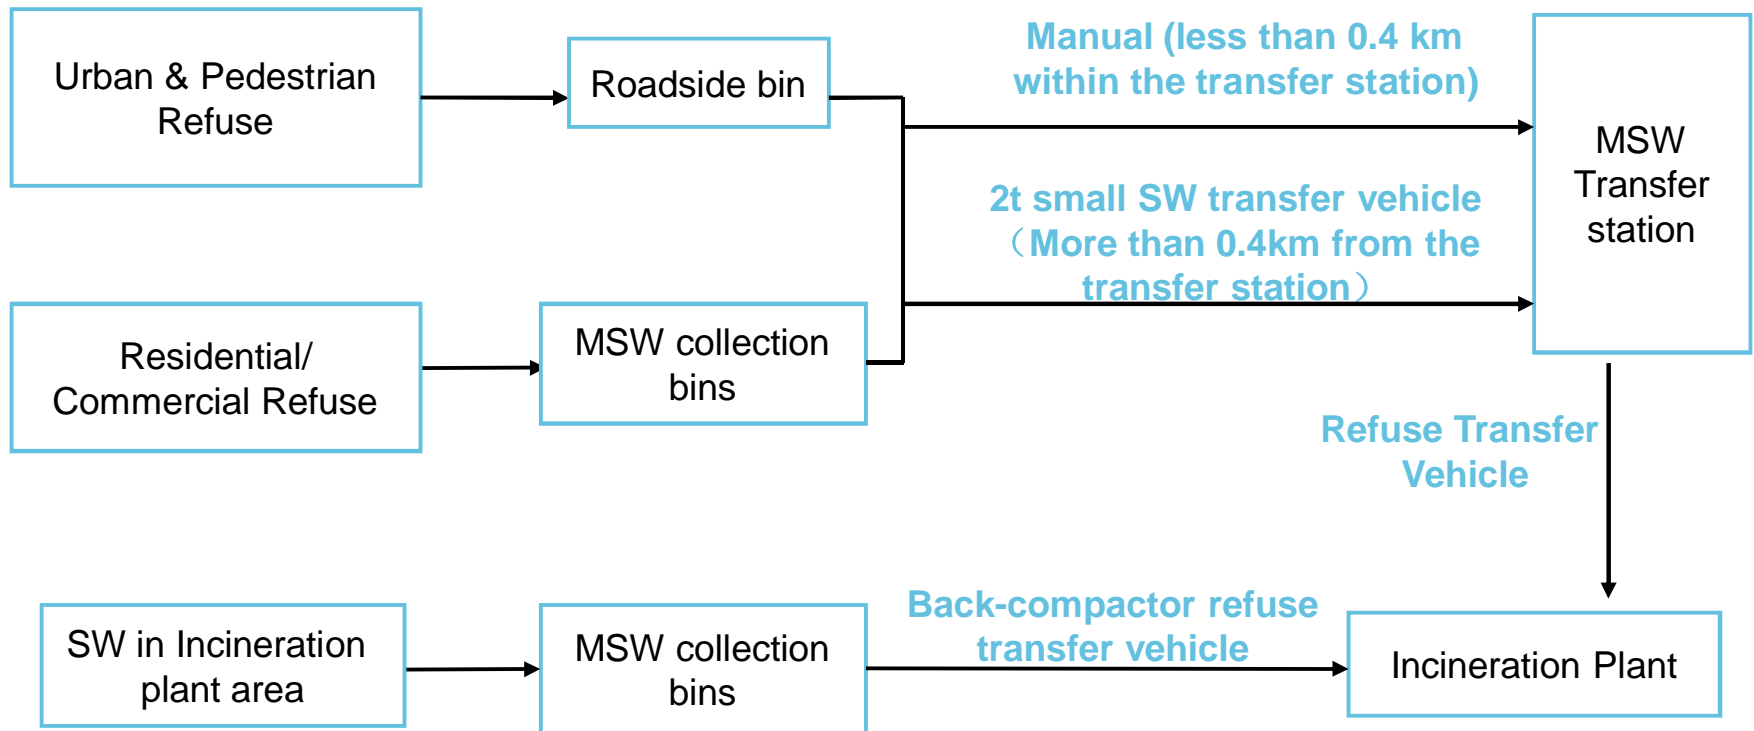 Urban & Pedestrian
Refuse
Roadside bin
Manual (less than 0.4 km
within the transfer station)
MSW
Transfer
station
2t small SW transfer vehicle
（More than 0.4km from the
transfer station）
Residential/
Commercial Refuse
MSW collection
bins
Refuse Transfer
Vehicle
SW in Incineration
plant area
MSW collection
bins
Back-compactor refuse
transfer vehicle
Incineration Plant